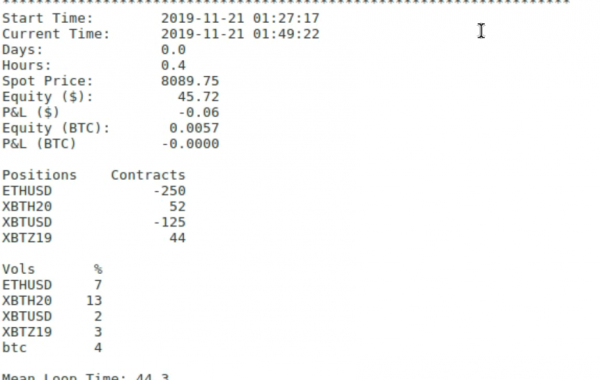 **********************************************************************
Start Time: 2019-11-21 01:27:17
Current Time: 2019-11-21 01:49:22
Days: 0.0
Hours: 0.4
Spot Price: 8089.75
Equity ($): 45.72
P&L ($) -0.06
Equity (BTC): 0.0057
P&L (BTC) -0.0000
Positions Contracts
ETHUSD -250
XBTH20 52
XBTUSD -125
XBTZ19 44
Vols %
ETHUSD 7
XBTH20 13
XBTUSD 2
XBTZ19 3
btc 4
Mean Loop Time: 44.3